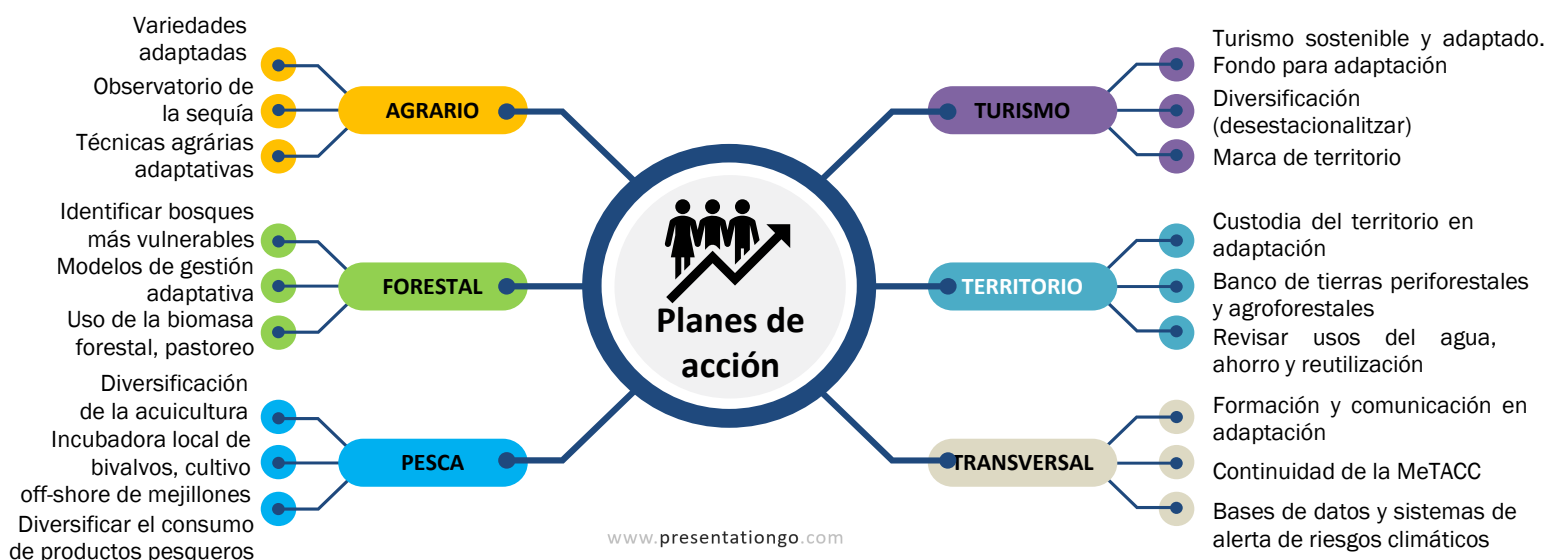 Variedades
adaptadas
Observatorio de
la sequía
Técnicas agrárias
adaptativas
AGRARIO
Identificar bosques
más vulnerables
Modelos de gestión
adaptativa
Uso de la biomasa
forestal, pastoreo
FORESTAL
Diversificación
de la acuicultura
Incubadora local de
bivalvos, cultivo
off-shore de mejillones
Diversificar el consumo
de productos pesqueros
PESCA
Planes de
acción
TURISMO
Turismo sostenible y adaptado.
Fondo para adaptación
Diversificación
(desestacionalitzar)
Marca de territorio
TERRITORIO
Custodia del territorio en
adaptación
Banco de tierras periforestales
y agroforestales
Revisar usos del agua,
ahorro y reutilización
TRANSVERSAL
Formación y comunicación en
adaptación
Continuidad de la MeTACC
Bases de datos y sistemas de
alerta de riesgos climáticos
www.presentationgo.com